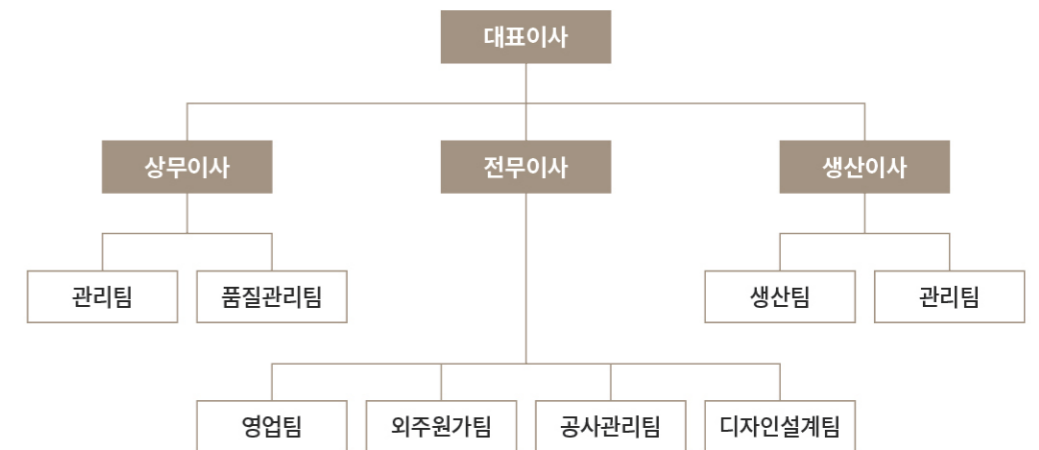 대표이사
상무이사
전무이사
생산이사
관리팀
품질관리팀
생산팀
관리팀
영업팀
외주원가팀
공사관리팀
디자인설계팀